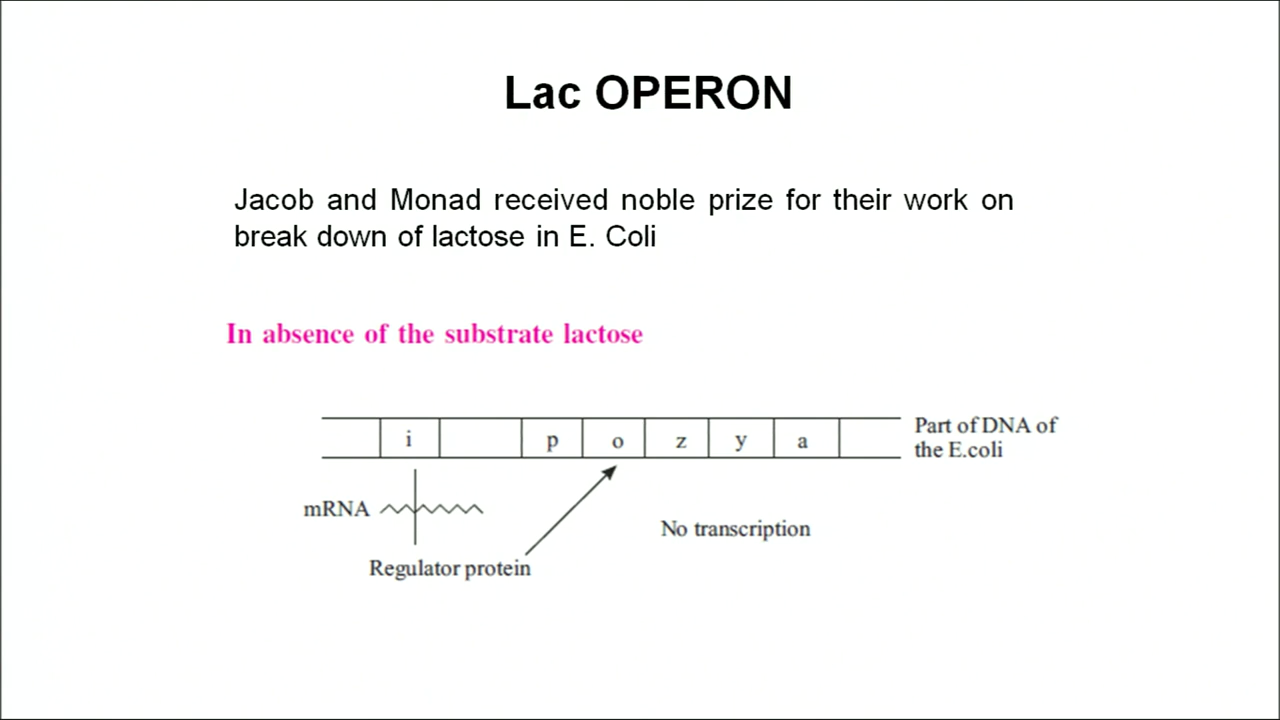 Lac OPERON
Jacob and Monad received noble prize for their work on
break down of lactose in E. Coli
In absence of the substrate lactose
i p o z y a
Part of DNA of
the E.coli
mRNA
No transcription
Regulator protein